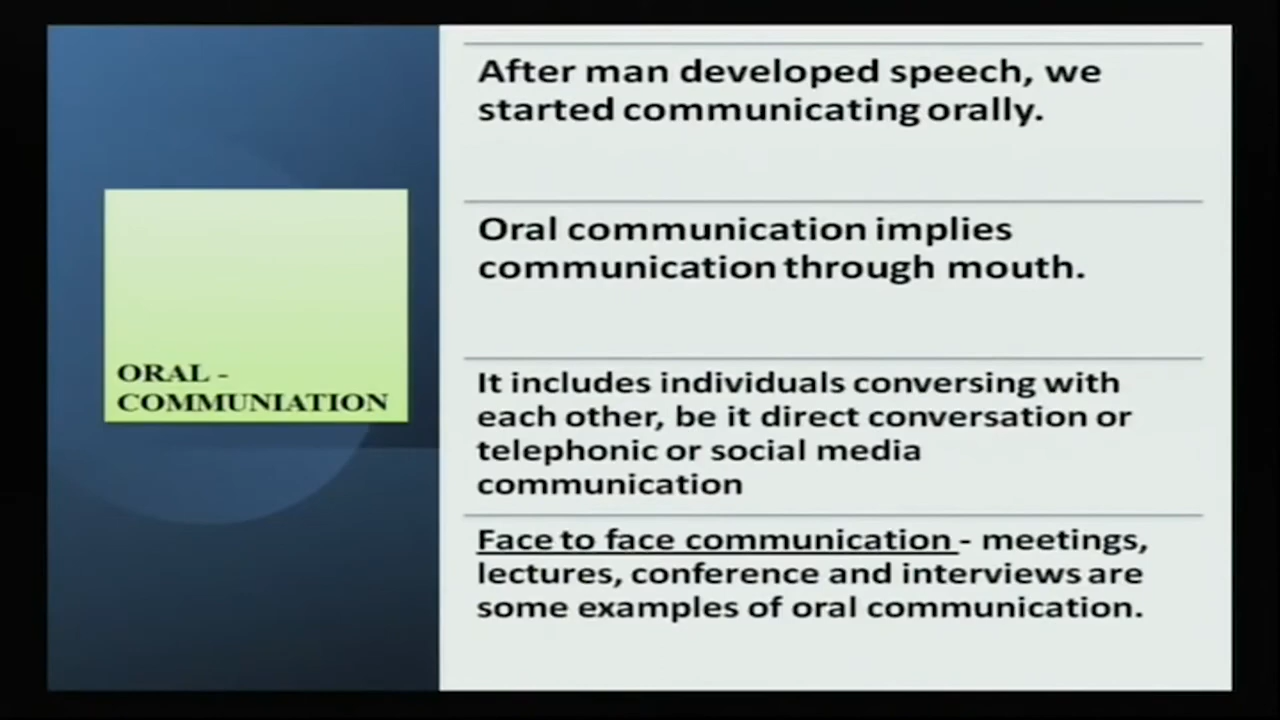 ORAL -
COMMUNIATION
After man developed speech, we
started communicating orally.
Oral communication implies
communication through mouth.
It includes individuals conversing with
each other, be it direct conversation or
telephonic or social media
communication
Face to face communication - meetings,
lectures, conference and interviews are
some examples of oral communication.